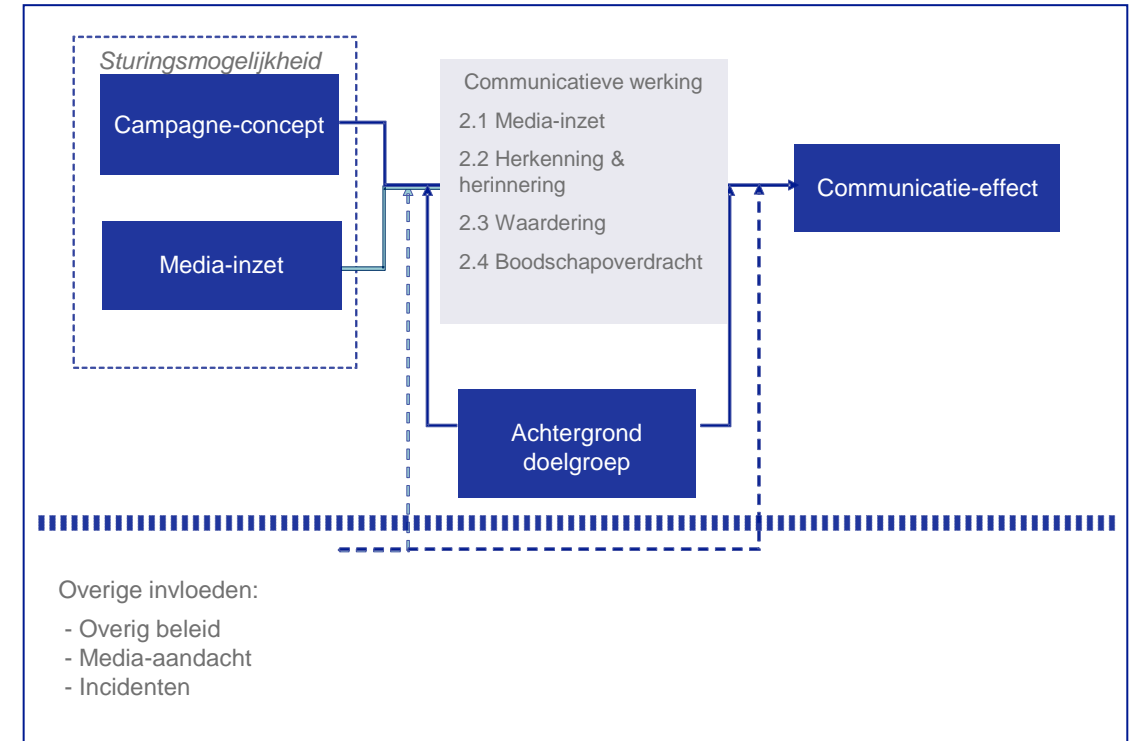 Sturingsmogelijkheid
Campagne-concept
Media-inzet
Communicatieve werking
2.1 Media-inzet
2.2 Herkenning &
herinnering
2.3 Waardering
2.4 Boodschapoverdracht
Communicatie-effect
Achtergrond
doelgroep
Overige invloeden:
- Overig beleid
- Media-aandacht
- Incidenten